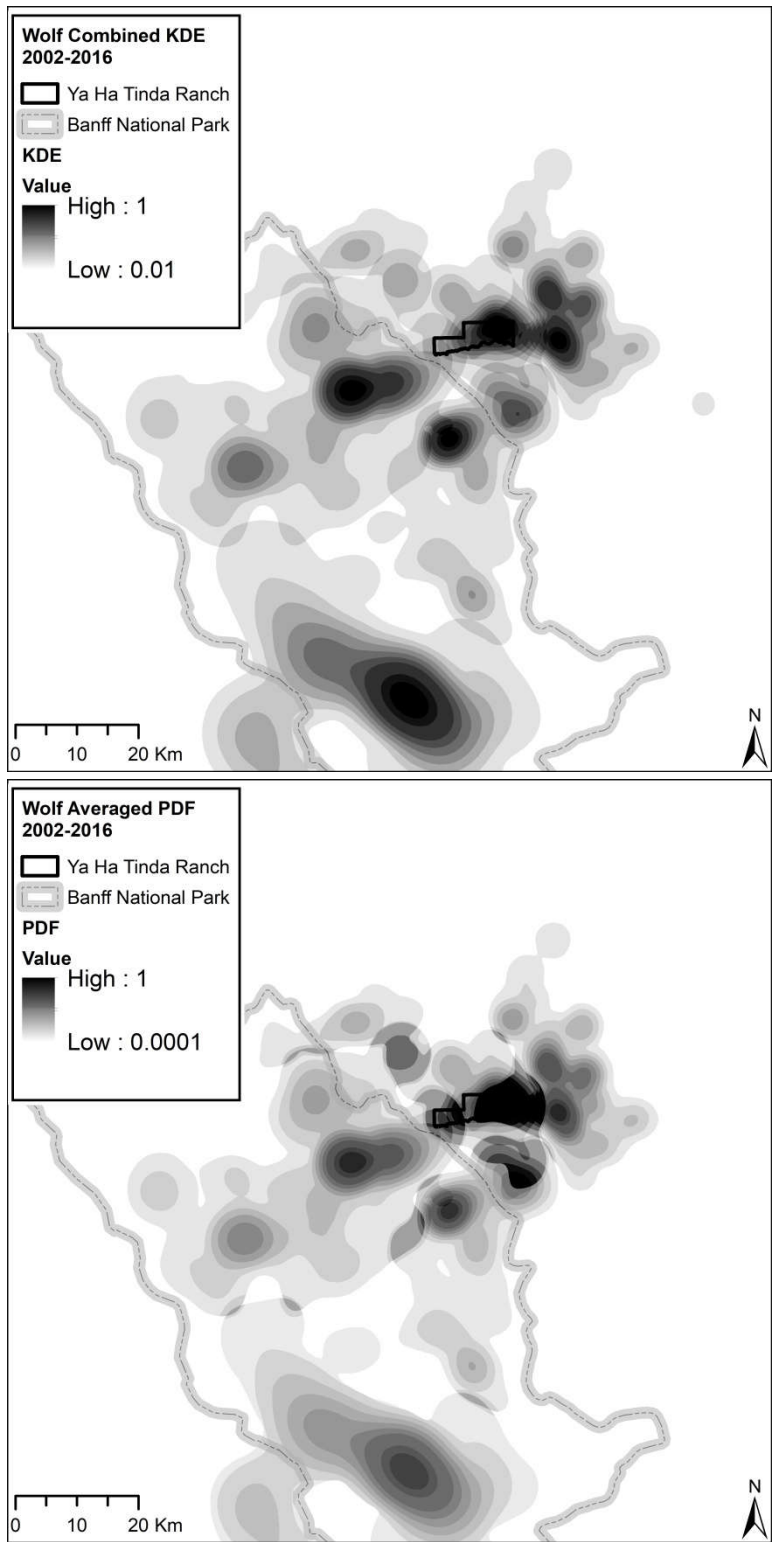 Wolf Combined KDE
2002-2016
Ya Ha Tinda Ranch
Banff National Park
KDE
Value
High : 1
Low : 0.01
0 10 20 Km
N
Wolf Averaged PDF
2002-2016
Ya Ha Tinda Ranch
Banff National Park
PDF
Value
High : 1
Low : 0.0001
0 10 20 Km
N